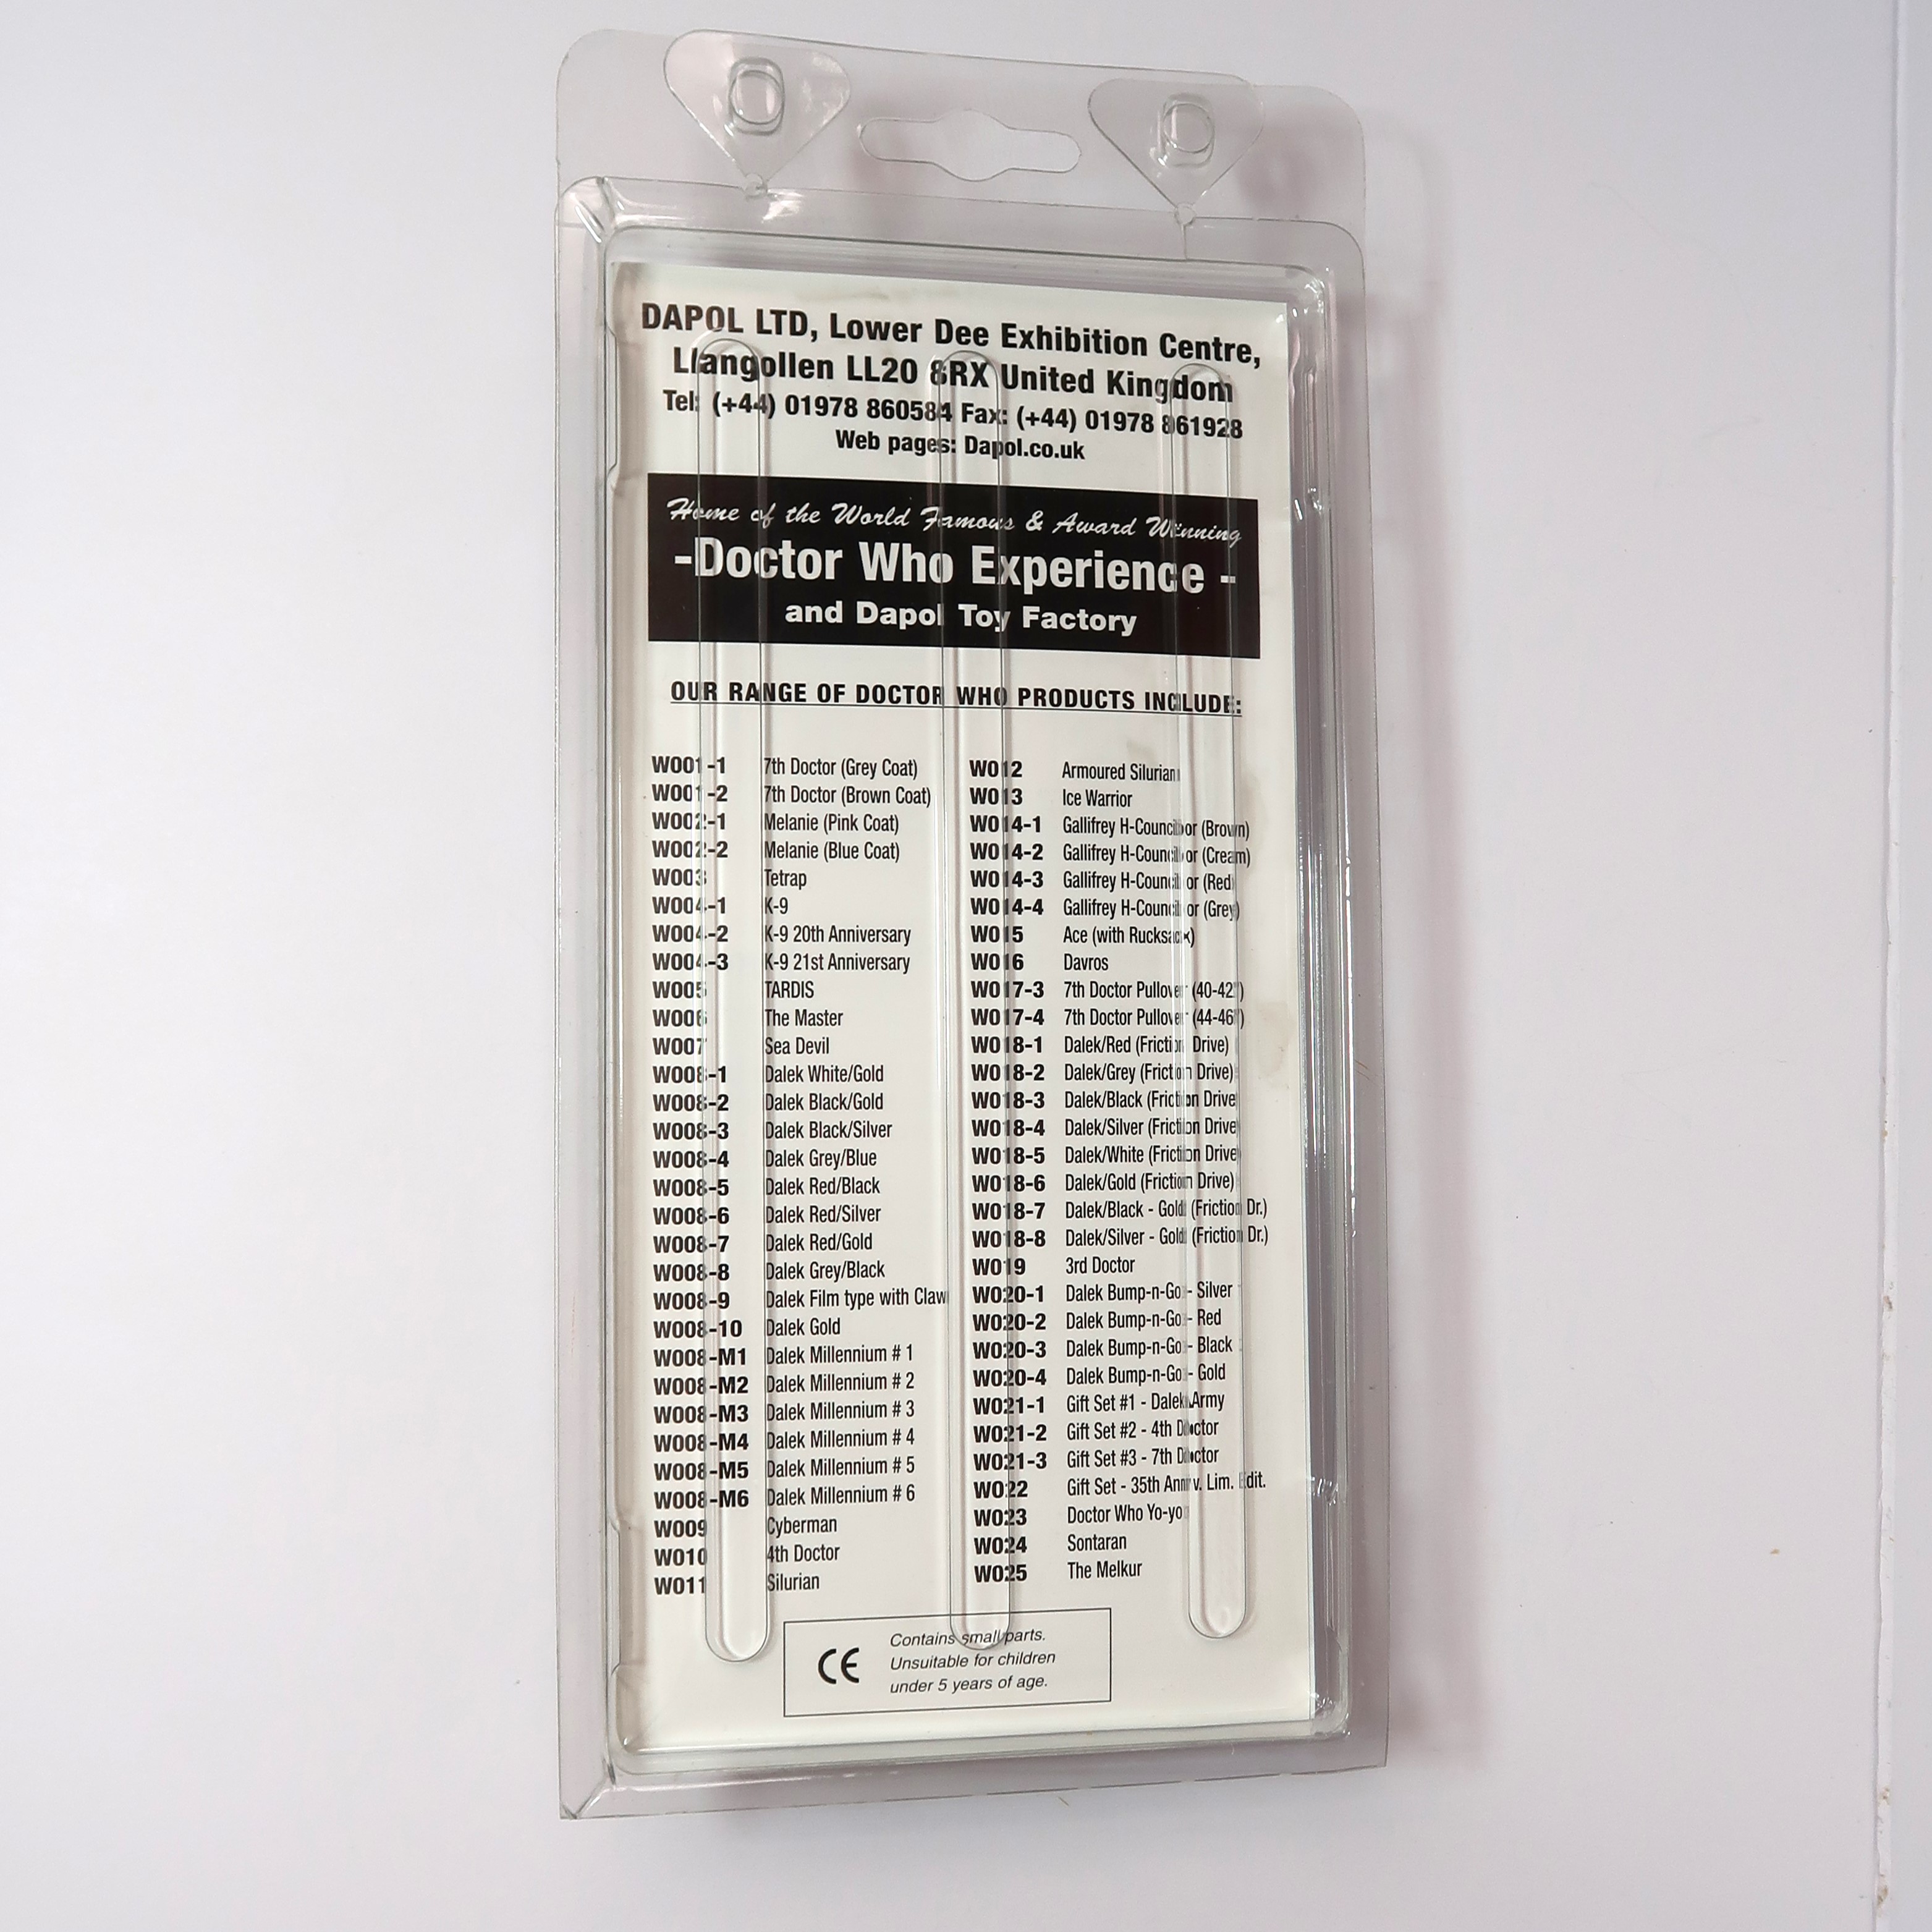 DAPOL LTD, Lower Dee Exhibition Centre,
Llangollen LL20 8RX United Kingdom
Tel: (+44) 01978 860584 Fax: (+44) 01978 861928
Web pages: Dapol.co.uk
Home of the World Famous & Award Winning
-Doctor Who Experience -
and Dapol Toy Factory
OUR RANGE OF DOCTOR WHO PRODUCTS INCLUDE:
W001-1 7th Doctor (Grey Coat)
W001-2 7th Doctor (Brown Coat)
W002-1 Melanie (Pink Coat)
W002-2 Melanie (Blue Coat)
W003 Tetrap
W004-1 K-9
W004-2 K-9 20th Anniversary
W004-3 K-9 21st Anniversary
W005 TARDIS
W006 The Master
W007 Sea Devil
W008-1 Dalek White/Gold
W008-2 Dalek Black/Gold
W008-3 Dalek Black/Silver
W008-4 Dalek Grey/Blue
W008-5 Dalek Red/Black
W008-6 Dalek Red/Silver
W008-7 Dalek Red/Gold
W008-8 Dalek Grey/Black
W008-9 Dalek Film type with Claw
W008-10 Dalek Gold
W008-M1 Dalek Millennium # 1
W008-M2 Dalek Millennium # 2
W008-M3 Dalek Millennium # 3
W008-M4 Dalek Millennium # 4
W008-M5 Dalek Millennium # 5
W008-M6 Dalek Millennium # 6
W009 Cyberman
W010 4th Doctor
W011 Silurian
W012 Armoured Silurian
W013 Ice Warrior
W014-1 Gallifrey H-Councillor (Brown)
W014-2 Gallifrey H-Councillor (Cream)
W014-3 Gallifrey H-Councillor (Red)
W014-4 Gallifrey H-Councillor (Grey)
W015 Ace (with Rucksack)
W016 Davros
W017-3 7th Doctor Pullover (40-42")
W017-4 7th Doctor Pullover (44-46")
W018-1 Dalek/Red (Friction Drive)
W018-2 Dalek/Grey (Friction Drive)
W018-3 Dalek/Black (Friction Drive)
W018-4 Dalek/Silver (Friction Drive)
W018-5 Dalek/White (Friction Drive)
W018-6 Dalek/Gold (Friction Drive)
W018-7 Dalek/Black - Gold (Friction Dr.)
W018-8 Dalek/Silver - Gold (Friction Dr.)
W019 3rd Doctor
W020-1 Dalek Bump-n-Go - Silver
W020-2 Dalek Bump-n-Go - Red
W020-3 Dalek Bump-n-Go - Black
W020-4 Dalek Bump-n-Go - Gold
W021-1 Gift Set #1 - Dalek Army
W021-2 Gift Set #2 - 4th Doctor
W021-3 Gift Set #3 - 7th Doctor
W022 Gift Set - 35th Anniv. Lim. Edit.
W023 Doctor Who Yo-yo
W024 Sontaran
W025 The Melkur
CE
Contains small parts.
Unsuitable for children
under 5 years of age.